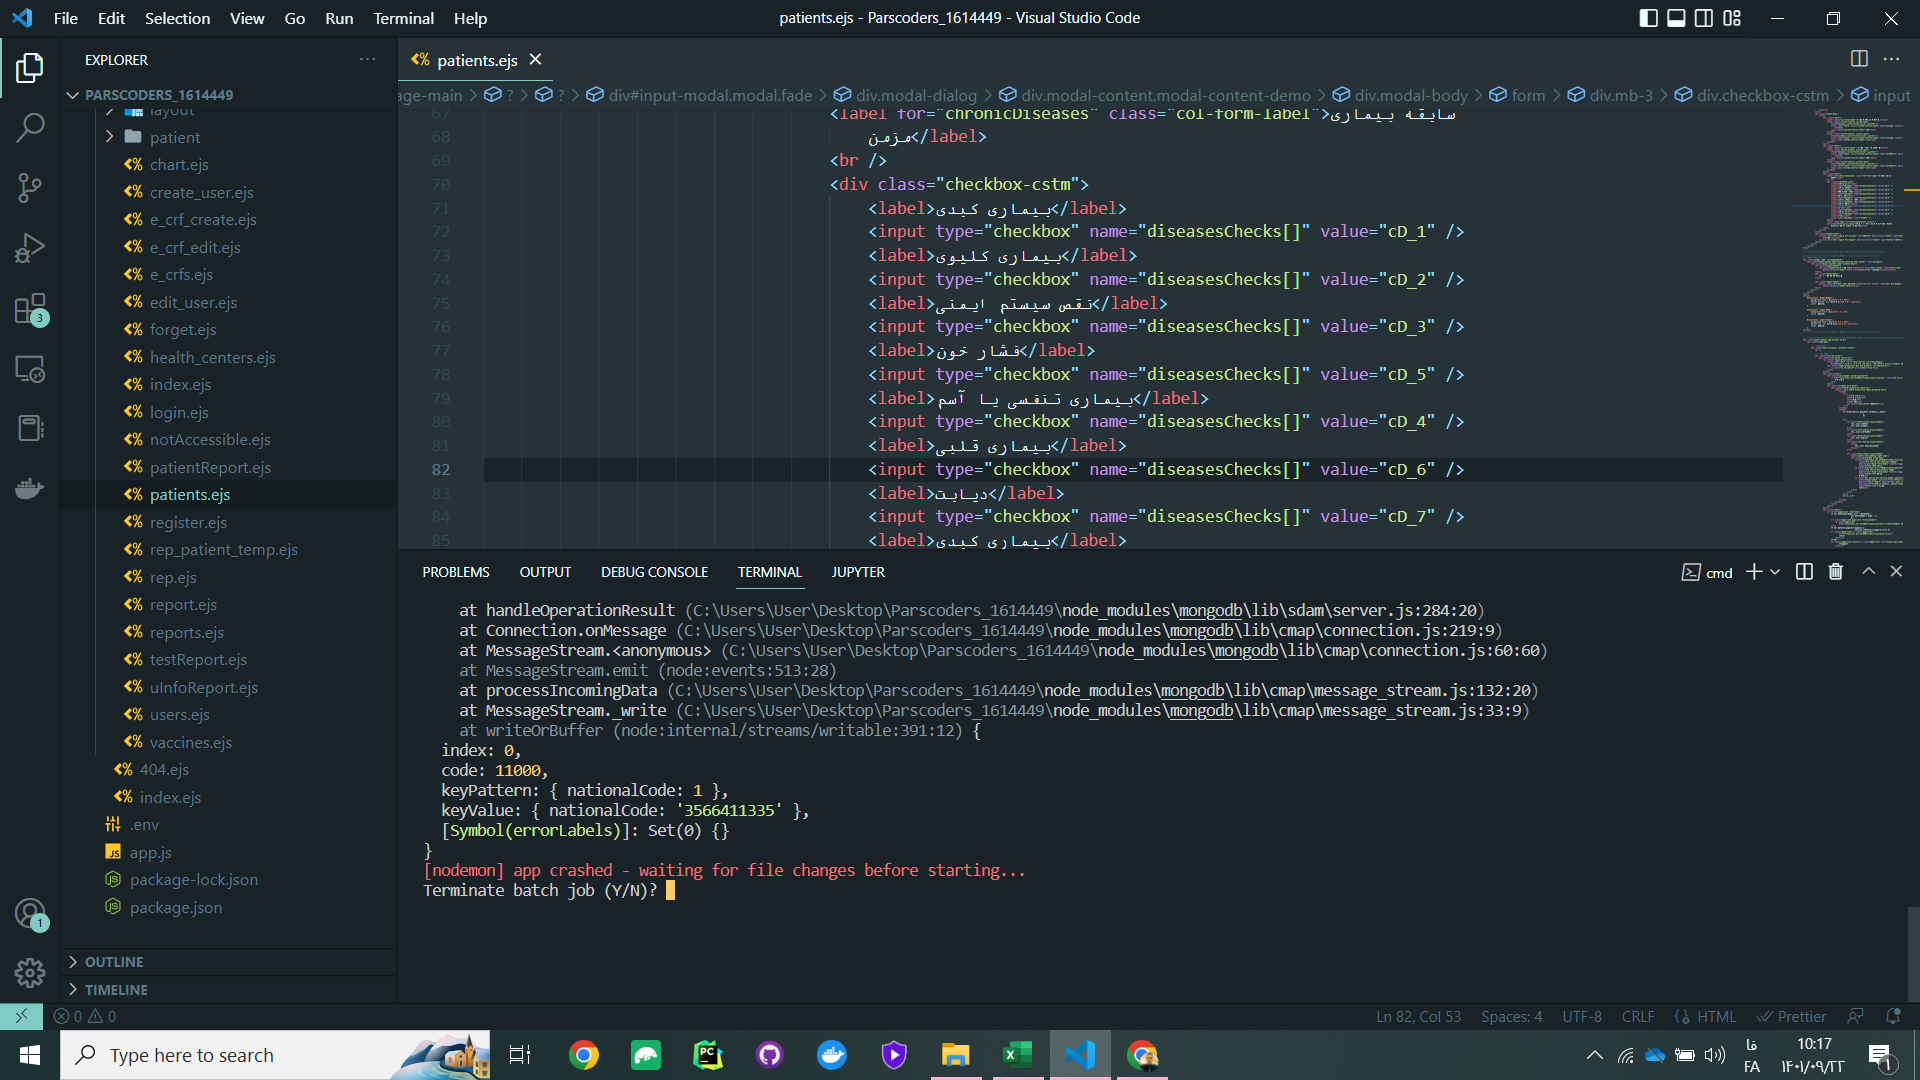 File Edit Selection View Go Run Terminal Help
patients.ejs - Parscoders_1614449 - Visual Studio Code
EXPLORER
patients.ejs
PARSCODERS_1614449
age-main > ? > ? > div#input-modal.modal.fade > div.modal-dialog > div.modal-content.modal-content-demo > div.modal-body > form > div.mb-3 > div.checkbox-cstm > input
layout
patient
chart.ejs
create_user.ejs
e_crf_create.ejs
e_crf_edit.ejs
e_crfs.ejs
edit_user.ejs
forget.ejs
health_centers.ejs
index.ejs
login.ejs
notAccessible.ejs
patientReport.ejs
patients.ejs
register.ejs
rep_patient_temp.ejs
rep.ejs
report.ejs
reports.ejs
testReport.ejs
uInfoReport.ejs
users.ejs
vaccines.ejs
404.ejs
index.ejs
.env
app.js
package-lock.json
package.json
OUTLINE
TIMELINE
3
1
67 <label for="chronicDiseases" class="col-form-label">سابقه بیماری
68 مزمن</label>
69 <br />
70 <div class="checkbox-cstm">
71 <label>بیماری کبدی</label>
72 <input type="checkbox" name="diseasesChecks[]" value="cD_1" />
73 <label>بیماری کلیوی</label>
74 <input type="checkbox" name="diseasesChecks[]" value="cD_2" />
75 <label>نقص سیستم ایمنی</label>
76 <input type="checkbox" name="diseasesChecks[]" value="cD_3" />
77 <label>فشار خون</label>
78 <input type="checkbox" name="diseasesChecks[]" value="cD_5" />
79 <label>بیماری تنفسی یا آسم</label>
80 <input type="checkbox" name="diseasesChecks[]" value="cD_4" />
81 <label>بیماری قلبی</label>
82 <input type="checkbox" name="diseasesChecks[]" value="cD_6" />
83 <label>دیابت</label>
84 <input type="checkbox" name="diseasesChecks[]" value="cD_7" />
85 <label>بیماری کبدی</label>
PROBLEMS OUTPUT DEBUG CONSOLE TERMINAL JUPYTER
cmd
at handleOperationResult (C:\Users\User\Desktop\Parscoders_1614449\node_modules\mongodb\lib\sdam\server.js:284:20)
at Connection.onMessage (C:\Users\User\Desktop\Parscoders_1614449\node_modules\mongodb\lib\cmap\connection.js:219:9)
at MessageStream.<anonymous> (C:\Users\User\Desktop\Parscoders_1614449\node_modules\mongodb\lib\cmap\connection.js:60:60)
at MessageStream.emit (node:events:513:28)
at processIncomingData (C:\Users\User\Desktop\Parscoders_1614449\node_modules\mongodb\lib\cmap\message_stream.js:132:20)
at MessageStream._write (C:\Users\User\Desktop\Parscoders_1614449\node_modules\mongodb\lib\cmap\message_stream.js:33:9)
at writeOrBuffer (node:internal/streams/writable:391:12) {
index: 0,
code: 11000,
keyPattern: { nationalCode: 1 },
keyValue: { nationalCode: '3566411335' },
[Symbol(errorLabels)]: Set(0) {}
}
[nodemon] app crashed - waiting for file changes before starting...
Terminate batch job (Y/N)?
0 0
Ln 82, Col 53 Spaces: 4 UTF-8 CRLF HTML Prettier
Type here to search
فا
FA
10:17
۱۴۰۱/۰۹/۲۳
۱